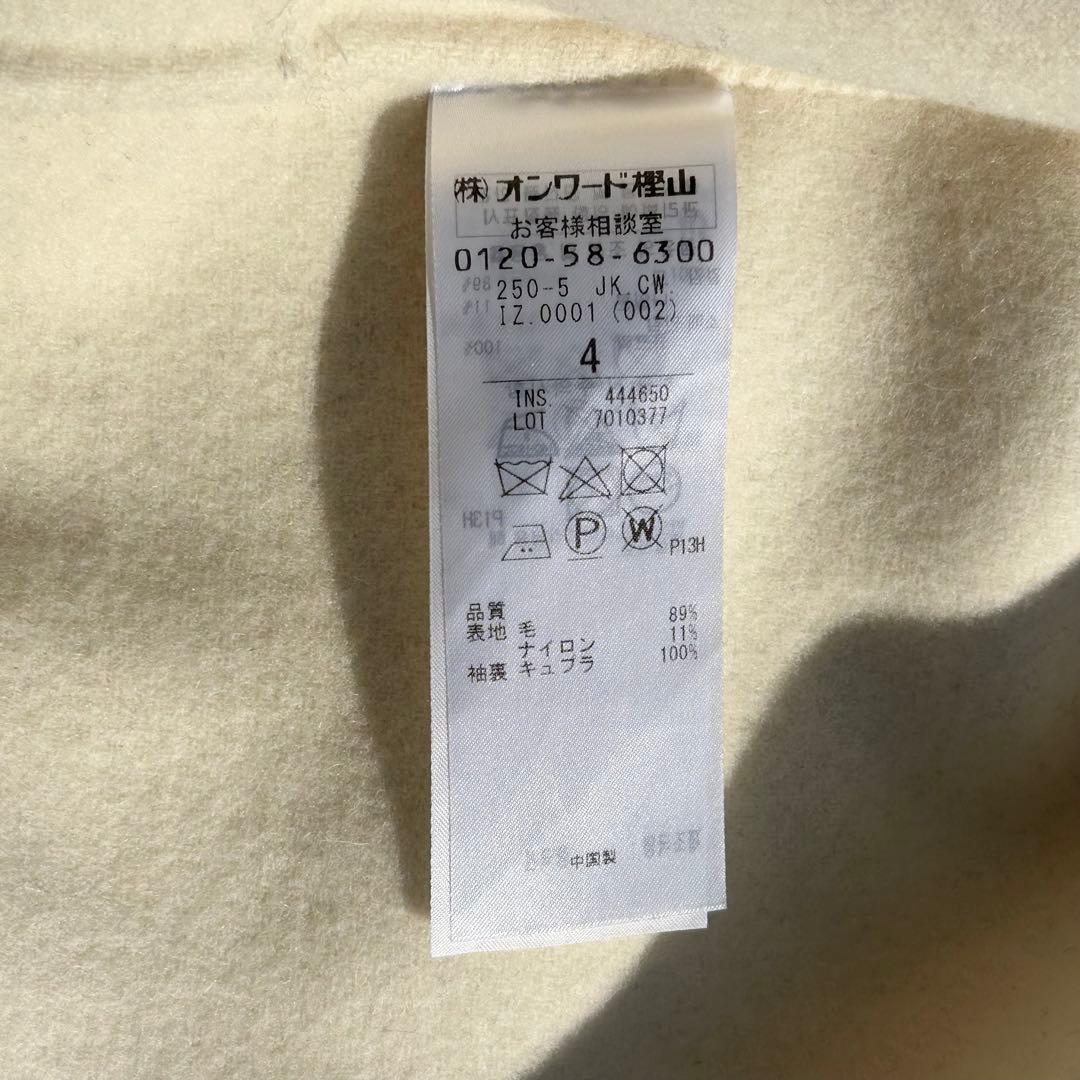 (株)オンワード樫山
お客様相談室
0120-58-6300
250-5 JK.CW.
IZ.0001 (002)
4
INS. 444650
LOT 7010377
P W P13H
品質
表地 毛 89%
ナイロン 11%
袖裏 キュプラ 100%
中国製